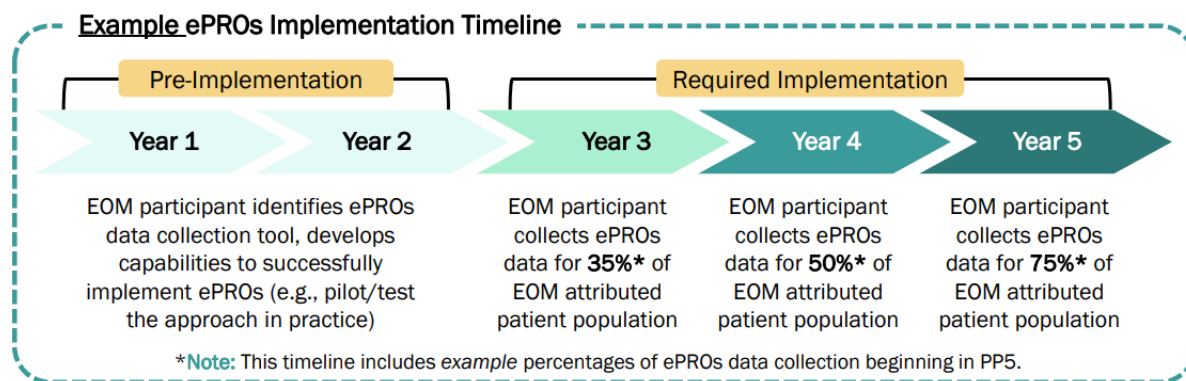 Example ePROs Implementation Timeline
Pre-Implementation
Required Implementation
Year 1
Year 2
Year 3
Year 4
Year 5
EOM participant identifies ePROs
data collection tool, develops
capabilities to successfully
implement ePROs (e.g., pilot/test
the approach in practice)
EOM participant
collects ePROs
data for 35%* of
EOM attributed
patient population
EOM participant
collects ePROs
data for 50%* of
EOM attributed
patient population
EOM participant
collects ePROs
data for 75%* of
EOM attributed
patient population
*Note: This timeline includes example percentages of ePROs data collection beginning in PP5.